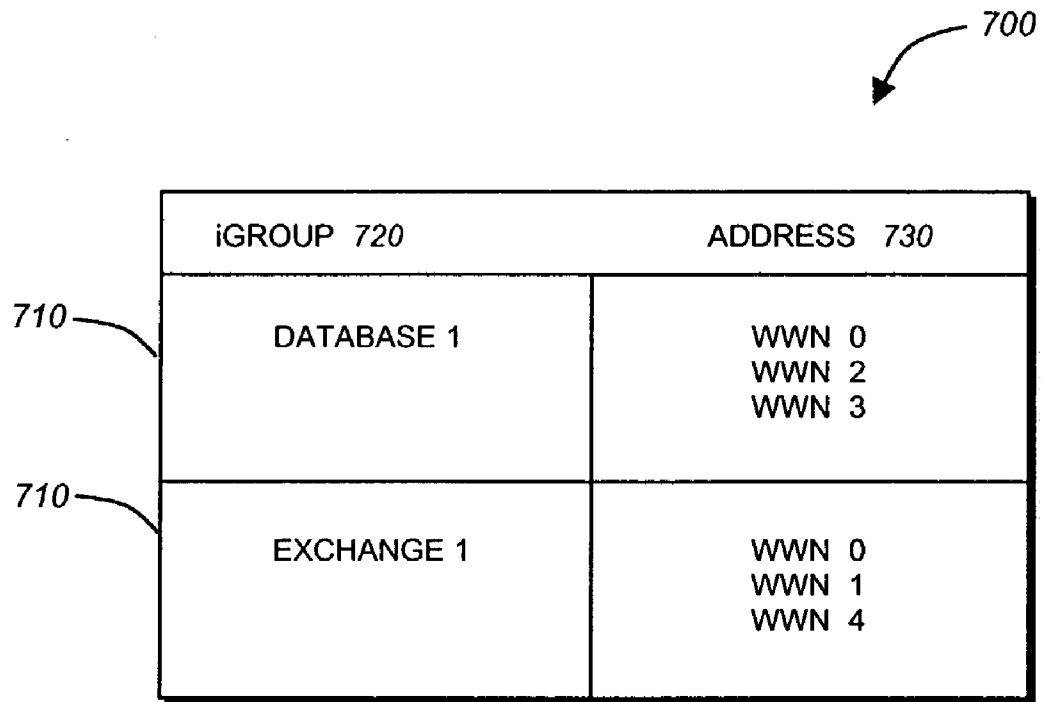 700
iGROUP 720 ADDRESS 730
710
DATABASE 1
WWN 0
WWN 2
WWN 3
710
EXCHANGE 1
WWN 0
WWN 1
WWN 4